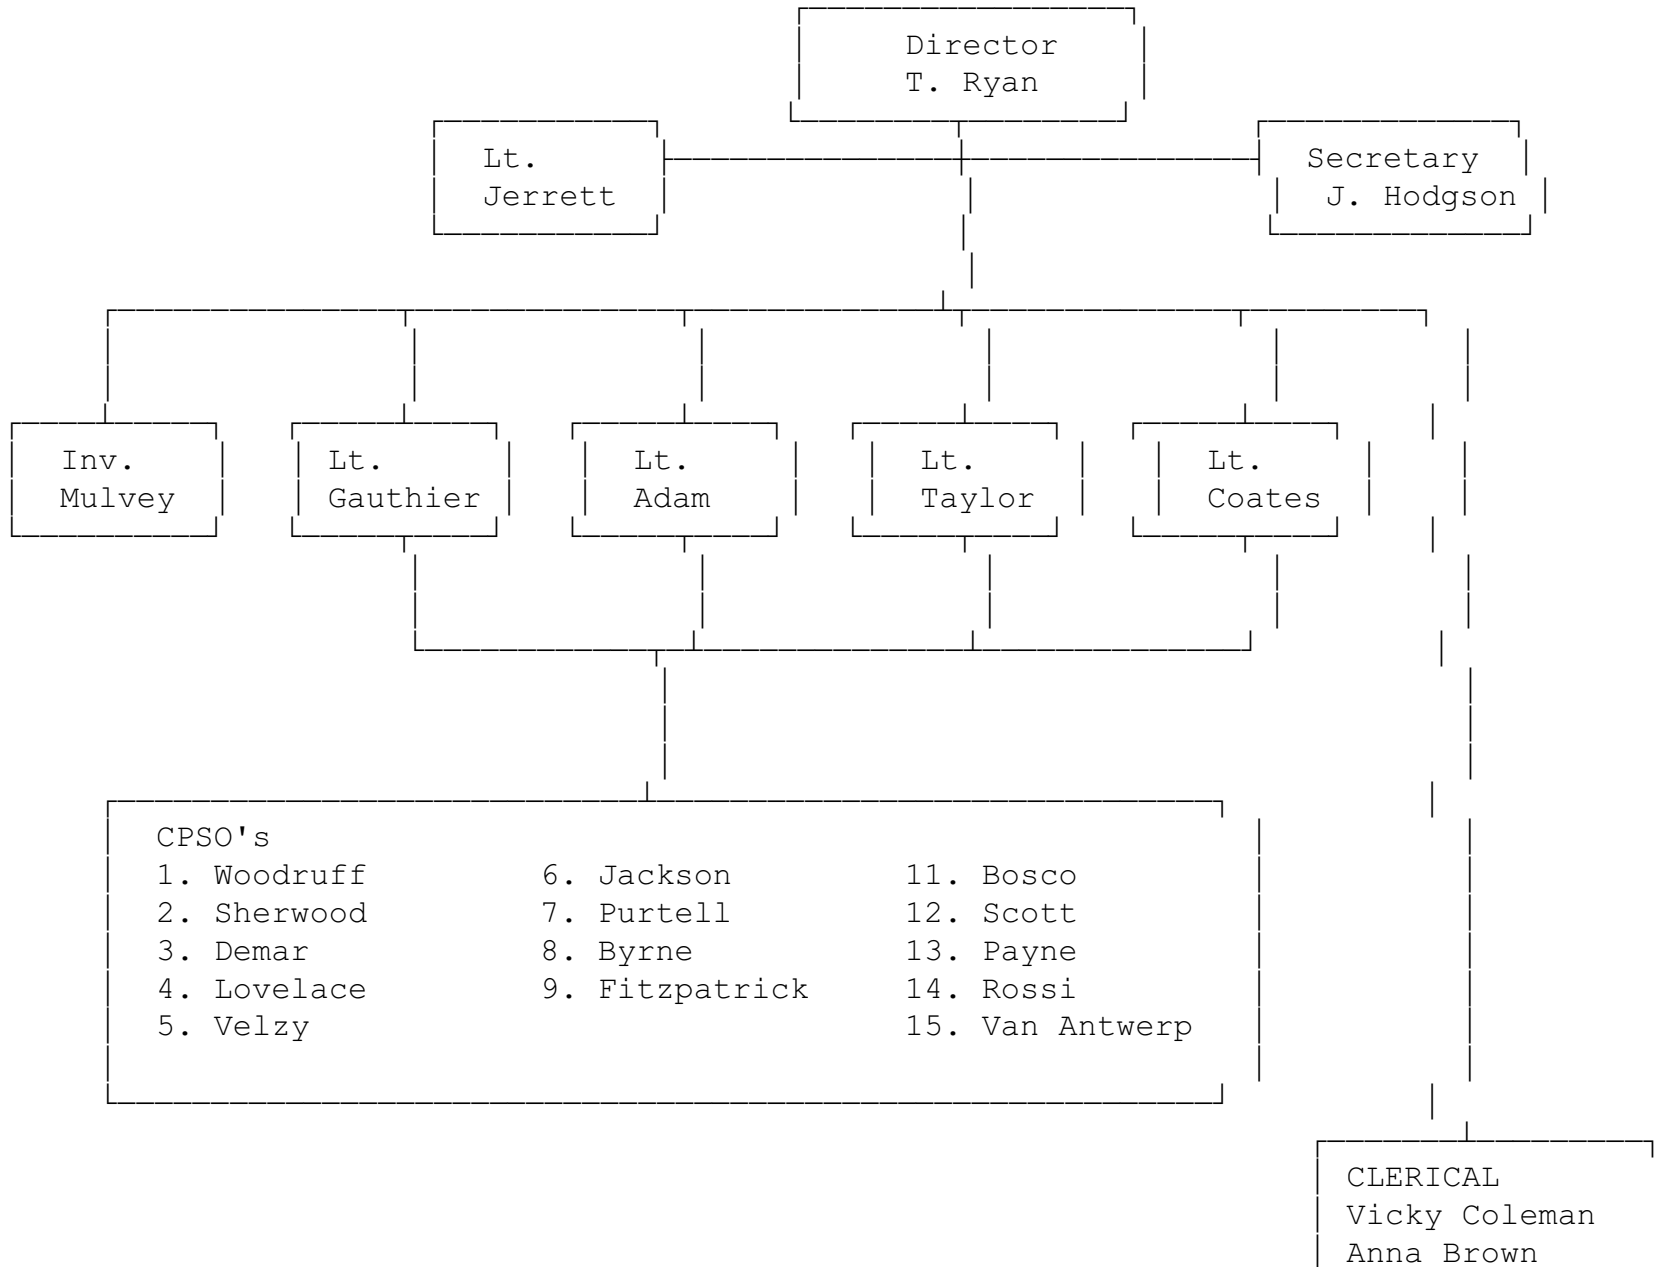 Director
T. Ryan
Lt.
Jerrett
Secretary
J. Hodgson
Inv.
Mulvey
Lt.
Gauthier
Lt.
Adam
Lt.
Taylor
Lt.
Coates
CPSO's
1. Woodruff
2. Sherwood
3. Demar
4. Lovelace
5. Velzy
6. Jackson
7. Purtell
8. Byrne
9. Fitzpatrick
11. Bosco
12. Scott
13. Payne
14. Rossi
15. Van Antwerp
CLERICAL
Vicky Coleman
Anna Brown